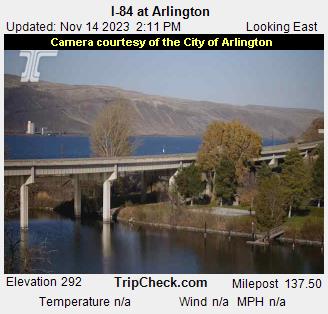 I-84 at Arlington
Updated: Nov 14 2023 2:11 PM Looking East
Camera courtesy of the City of Arlington
Elevation 292 TripCheck.com Milepost 137.50
Temperature n/a Wind n/a MPH n/a